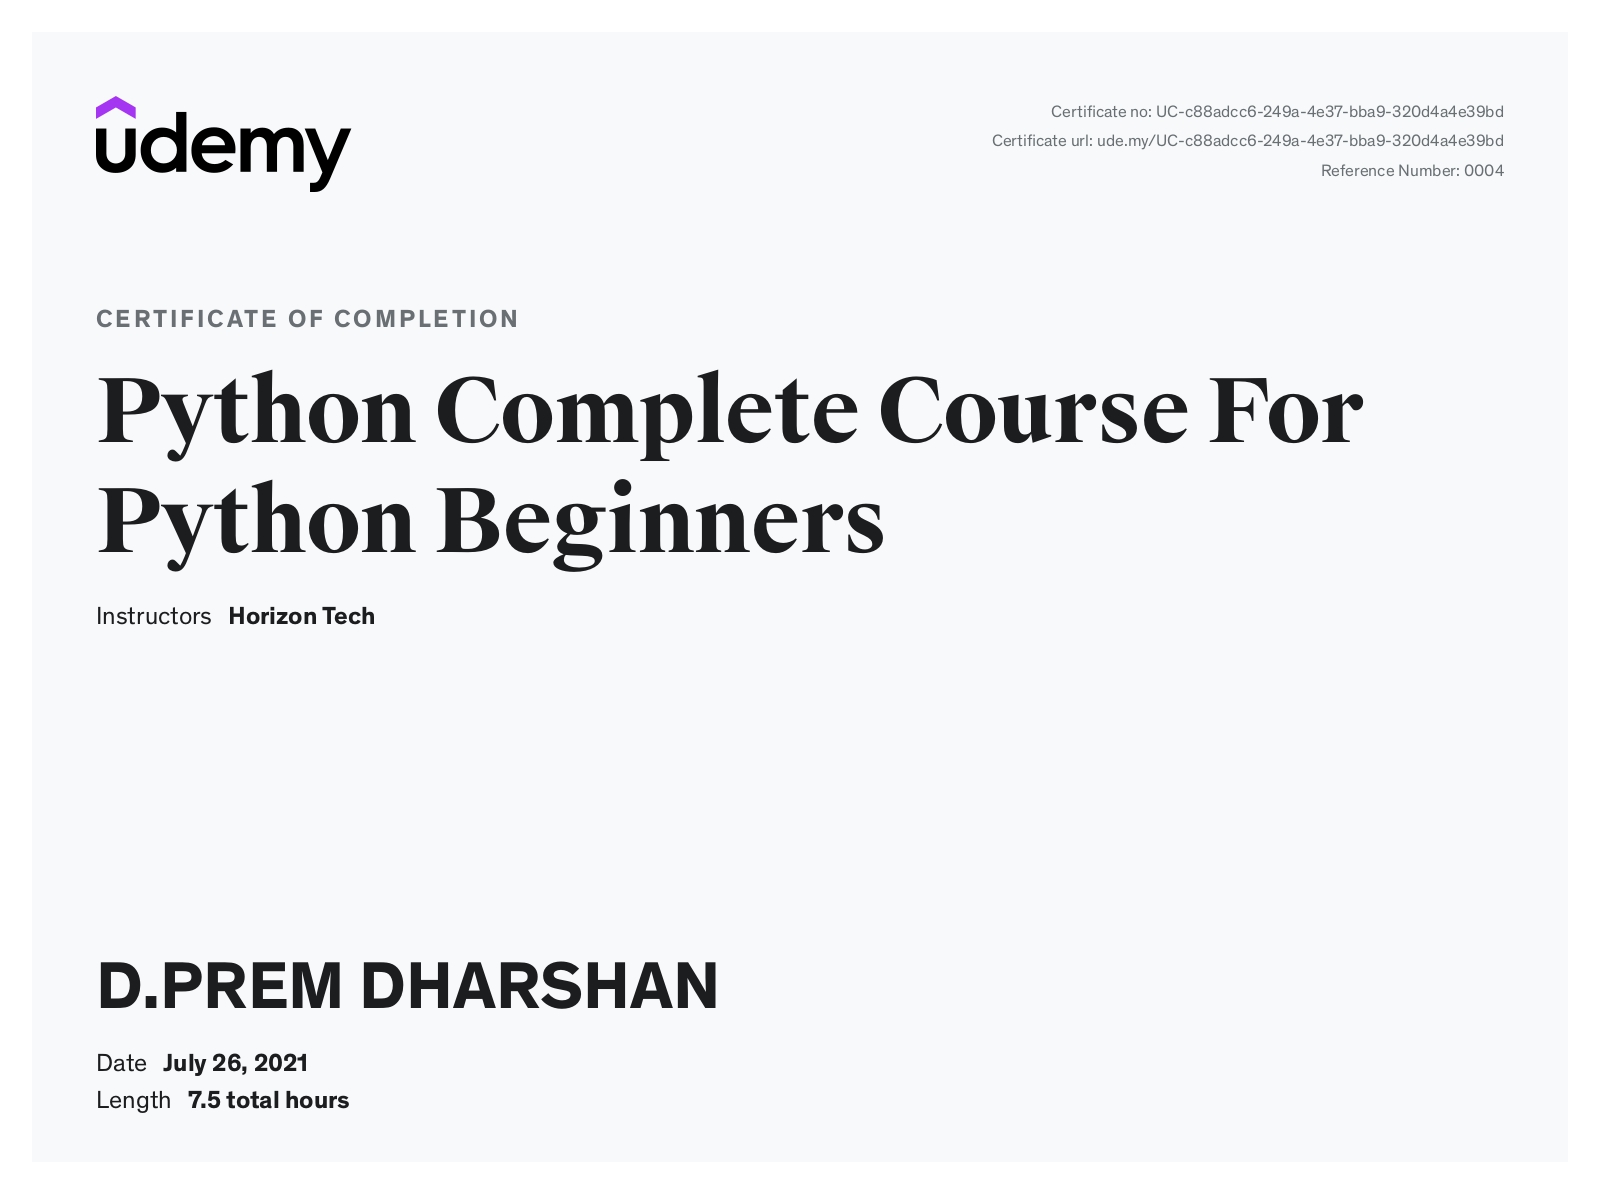 udemy
Certificate no: UC-c88adcc6-249a-4e37-bba9-320d4a4e39bd
Certificate url: ude.my/UC-c88adcc6-249a-4e37-bba9-320d4a4e39bd
Reference Number: 0004
CERTIFICATE OF COMPLETION
Python Complete Course For
Python Beginners
Instructors Horizon Tech
D.PREM DHARSHAN
Date July 26, 2021
Length 7.5 total hours